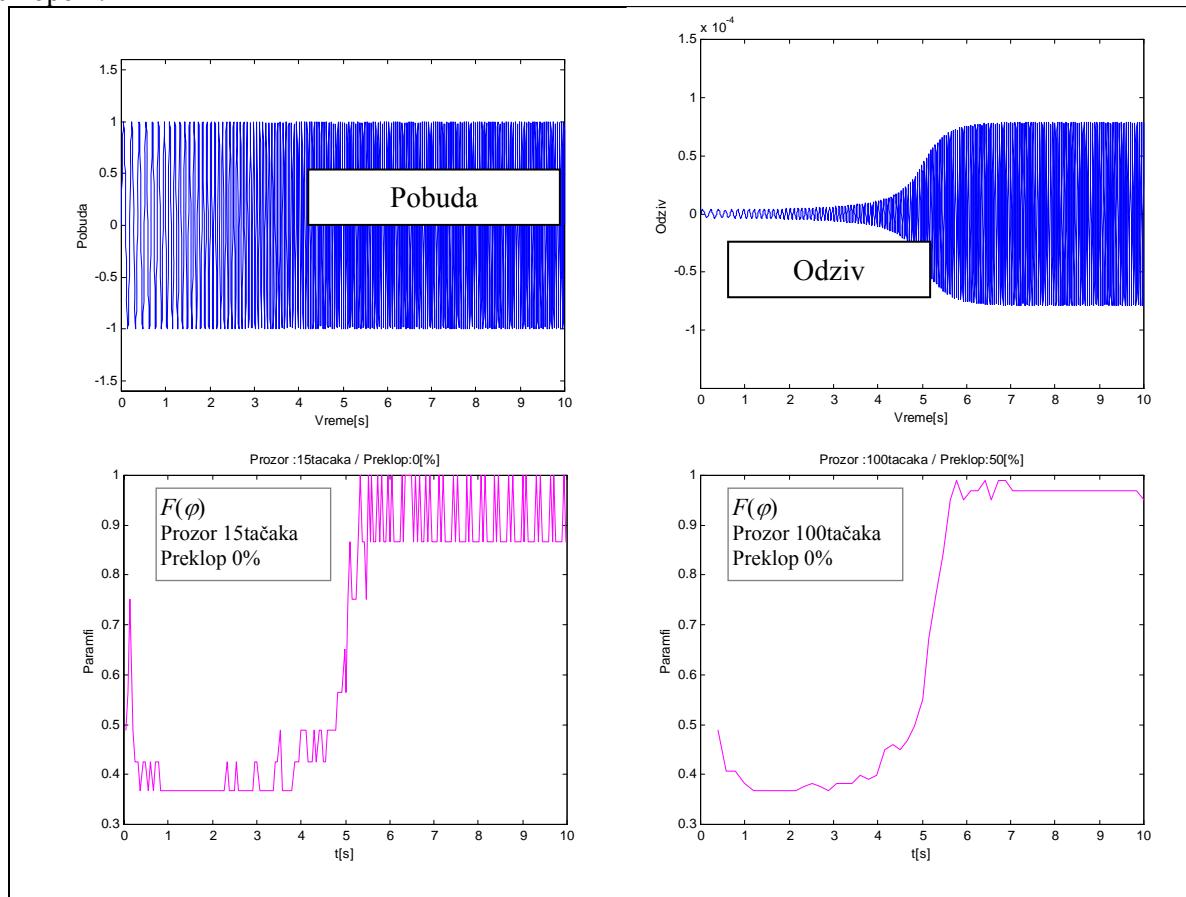 x 10⁻⁴
1.5
1
0.5
0
-0.5
-1
-1.5
Pobuda
Pobuda
0 1 2 3 4 5 6 7 8 9 10
Vreme[s]
1.5
1
0.5
0
-0.5
-1
Odziv
Odziv
0 1 2 3 4 5 6 7 8 9 10
Vreme[s]
Prozor :15tacaka / Preklop:0[%]
1
0.9
0.8
0.7
0.6
0.5
0.4
0.3
Paramfi
F(φ)
Prozor 15tačaka
Preklop 0%
0 1 2 3 4 5 6 7 8 9 10
t[s]
Prozor :100tacaka / Preklop:50[%]
1
0.9
0.8
0.7
0.6
0.5
0.4
0.3
Paramfi
F(φ)
Prozor 100tačaka
Preklop 0%
0 1 2 3 4 5 6 7 8 9 10
t[s]